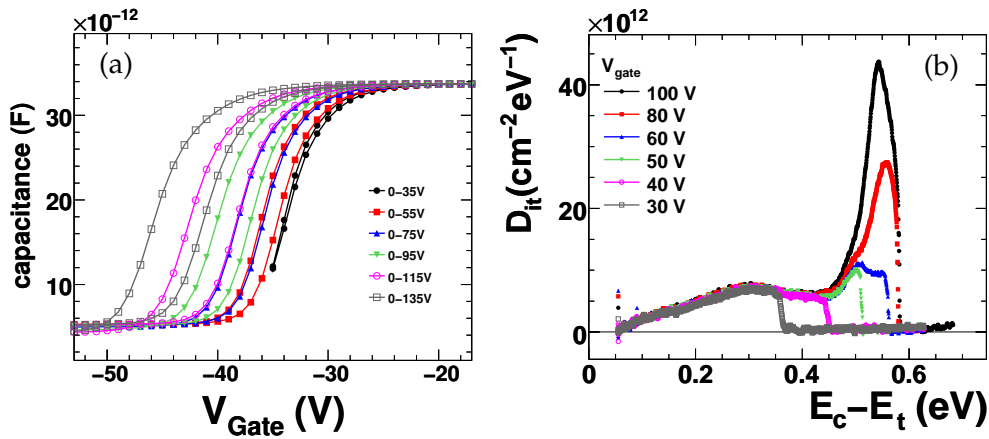 ×10−12
(a)
30
20
10
capacitance (F)
0−35V
0−55V
0−75V
0−95V
0−115V
0−135V
−50
−40
−30
−20
V_Gate (V)
×10^12
(b)
40
20
0
D_it(cm−2eV−1)
V_gate
100 V
80 V
60 V
50 V
40 V
30 V
0
0.2
0.4
0.6
E_c−E_t (eV)